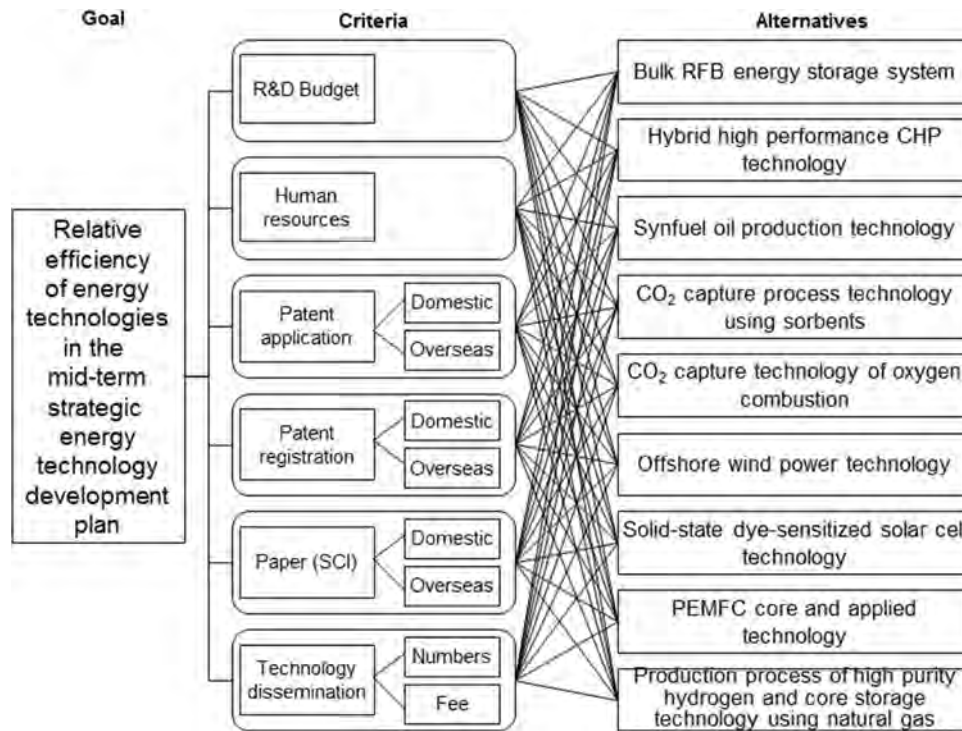 Goal
Criteria
Alternatives
Relative
efficiency
of energy
technologies
in the
mid-term
strategic
energy
technology
development
plan
R&D Budget
Human
resources
Patent
application
Domestic
Overseas
Patent
registration
Domestic
Overseas
Paper (SCI)
Domestic
Overseas
Technology
dissemination
Numbers
Fee
Bulk RFB energy storage system
Hybrid high performance CHP
technology
Synfuel oil production technology
CO₂ capture process technology
using sorbents
CO₂ capture technology of oxygen
combustion
Offshore wind power technology
Solid-state dye-sensitized solar cell
technology
PEMFC core and applied
technology
Production process of high purity
hydrogen and core storage
technology using natural gas